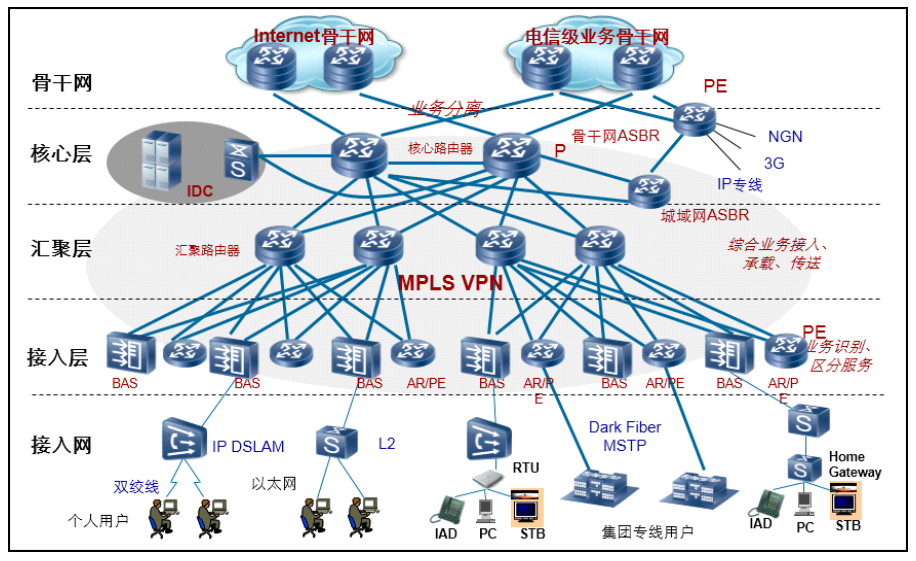 Internet骨干网
电信级业务骨干网
骨干网
PE
业务分离
核心路由器
P
骨干网ASBR
NGN
3G
IP专线
核心层
IDC
城域网ASBR
汇聚层
汇聚路由器
综合业务接入、
承载、传送
MPLS VPN
PE
业务识别、
区分服务
接入层
BAS
BAS
BAS
AR/PE
BAS
AR/P
E
BAS
AR/PE
BAS
AR/P
E
接入网
IP DSLAM
L2
Dark Fiber
MSTP
RTU
Home
Gateway
双绞线
以太网
个人用户
IAD
PC
STB
集团专线用户
IAD
PC
STB